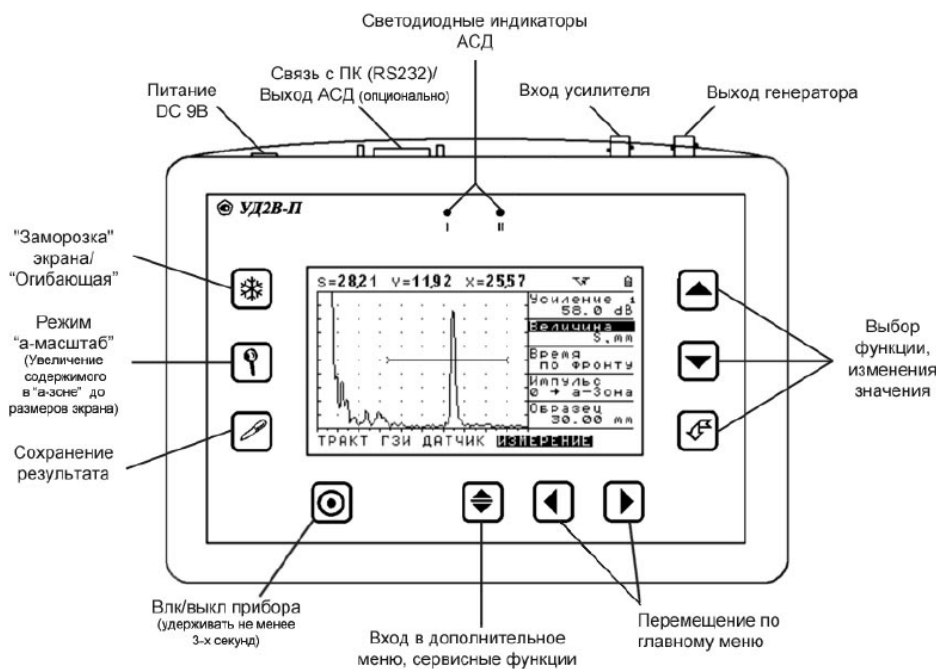 Светодиодные индикаторы
АСД
Связь с ПК (RS232)/
Выход АСД (опционально)
Питание
DC 9В
Вход усилителя
Выход генератора
УД2В-П
I
II
"Заморозка"
экрана/
“Огибающая”
Режим
“а-масштаб”
(Увеличение
содержимого
в “а-зоне” до
размеров экрана)
Сохранение
результата
S=28,21 Y=11,92 X=25,57
Усиление 1
58.0 dB
Величина
S,mm
Время
по фронту
Импульс
0 → а-Зона
Образец
30.00 mm
ТРАКТ ГЗИ ДАТЧИК ИЗМЕРЕНИЕ
Выбор
функции,
изменения
значения
Влк/выкл прибора
(удерживать не менее
3-х секунд)
Вход в дополнительное
меню, сервисные функции
Перемещение по
главному меню